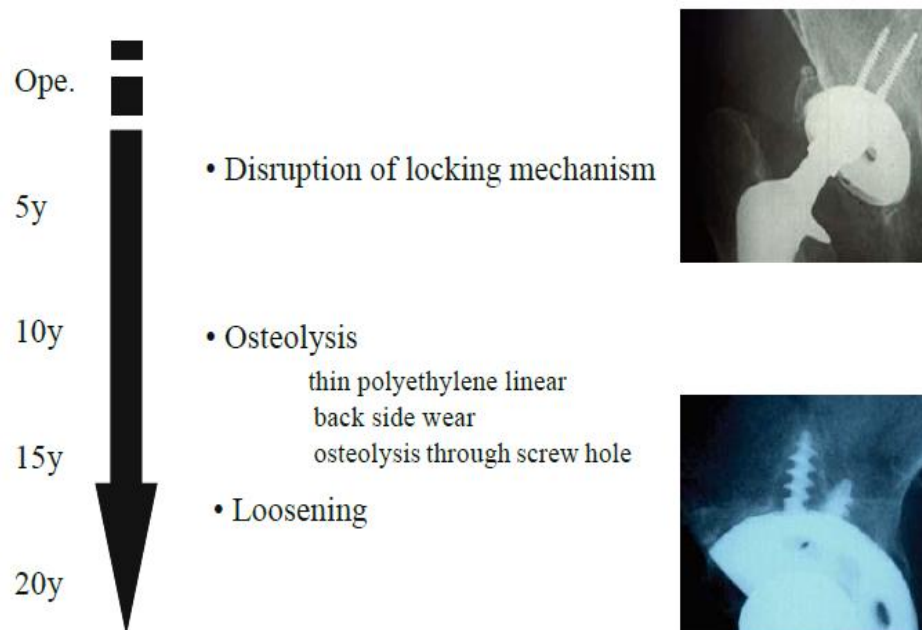 Ope.
• Disruption of locking mechanism
5y
10y
• Osteolysis
thin polyethylene linear
back side wear
osteolysis through screw hole
15y
• Loosening
20y